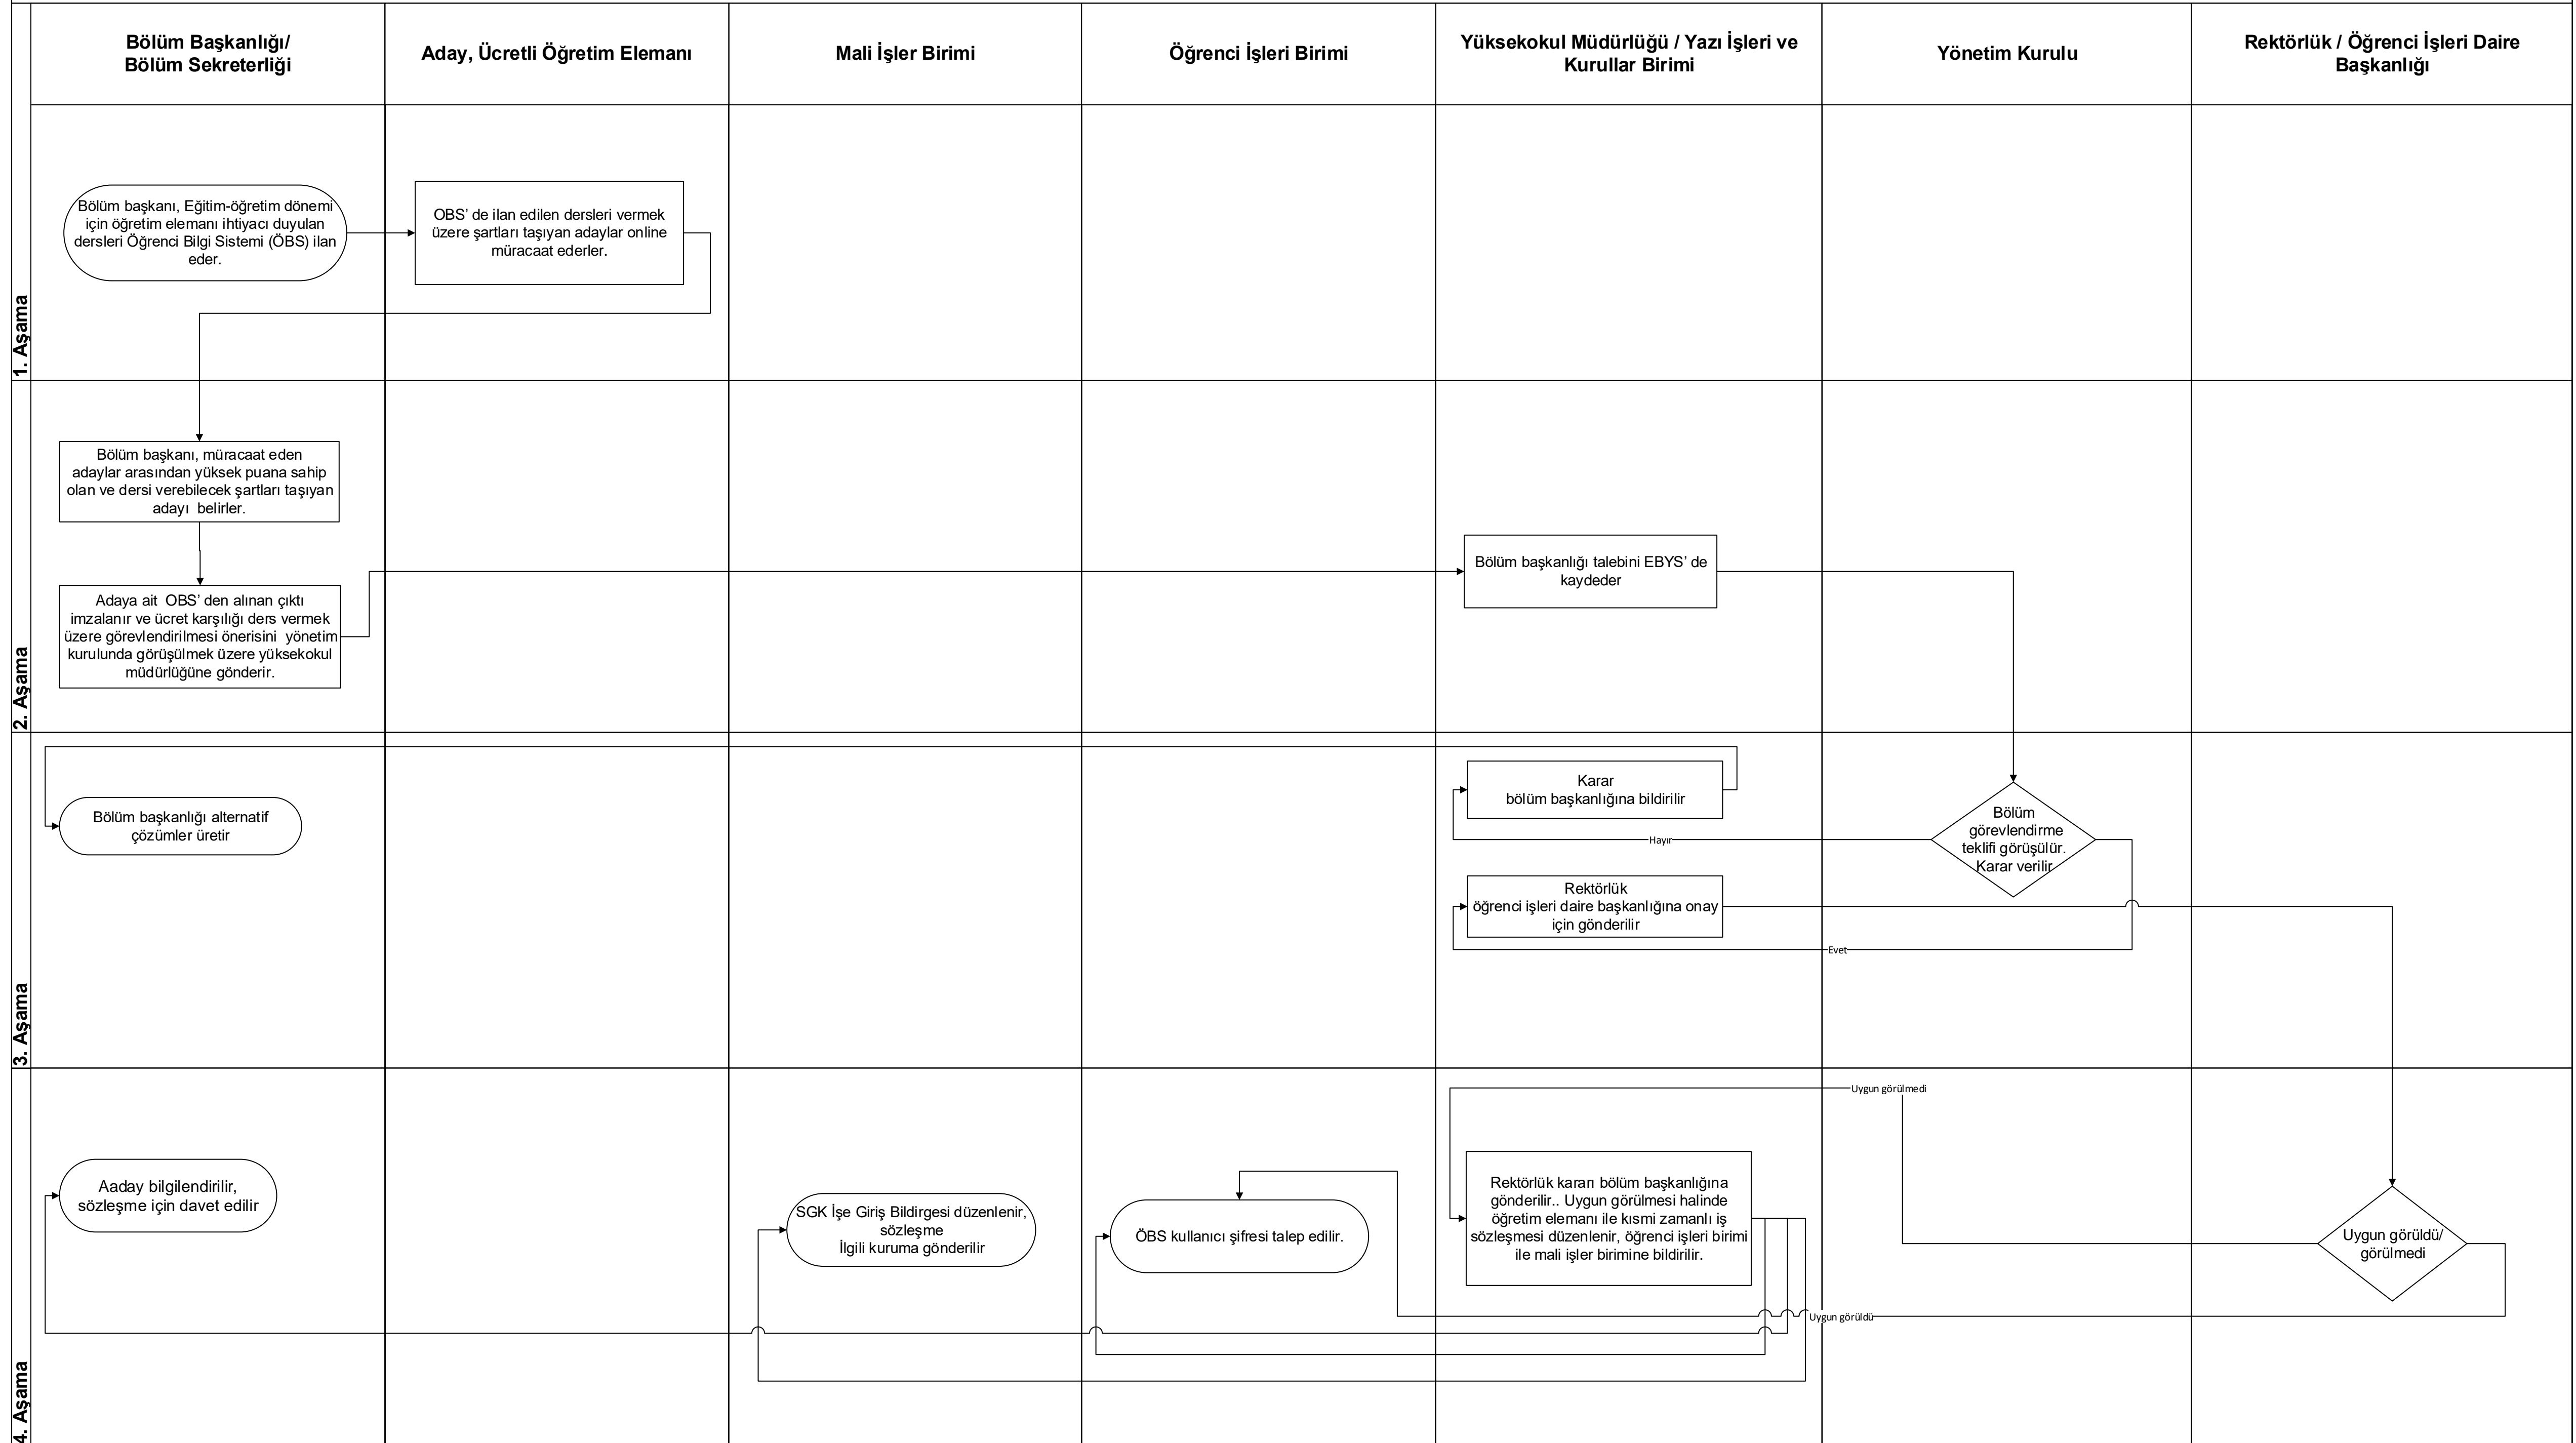 Bölüm Başkanlığı/
Bölüm Sekreterliği
Aday, Ücretli Öğretim Elemanı
Mali İşler Birimi
Öğrenci İşleri Birimi
Yüksekokul Müdürlüğü / Yazı İşleri ve
Kurullar Birimi
Yönetim Kurulu
Rektörlük / Öğrenci İşleri Daire
Başkanlığı
1. Aşama
Bölüm başkanı, Eğitim-öğretim dönemi
için öğretim elemanı ihtiyacı duyulan
dersleri Öğrenci Bilgi Sistemi (ÖBS) ilan
eder.
OBS’ de ilan edilen dersleri vermek
üzere şartları taşıyan adaylar online
müracaat ederler.
2. Aşama
Bölüm başkanı, müracaat eden
adaylar arasından yüksek puana sahip
olan ve dersi verebilecek şartları taşıyan
adayı belirler.
Adaya ait OBS’ den alınan çıktı
imzalanır ve ücret karşılığı ders vermek
üzere görevlendirilmesi önerisini yönetim
kurulunda görüşülmek üzere yüksekokul
müdürlüğüne gönderir.
Bölüm başkanlığı talebini EBYS’ de
kaydeder
3. Aşama
Bölüm başkanlığı alternatif
çözümler üretir
Karar
bölüm başkanlığına bildirilir
Hayır
Bölüm
görevlendirme
teklifi görüşülür.
Karar verilir
Rektörlük
öğrenci işleri daire başkanlığına onay
için gönderilir
Evet
4. Aşama
Uygun görülmedi
Aaday bilgilendirilir,
sözleşme için davet edilir
SGK İşe Giriş Bildirgesi düzenlenir,
sözleşme
İlgili kuruma gönderilir
ÖBS kullanıcı şifresi talep edilir.
Rektörlük kararı bölüm başkanlığına
gönderilir.. Uygun görülmesi halinde
öğretim elemanı ile kısmi zamanlı iş
sözleşmesi düzenlenir, öğrenci işleri birimi
ile mali işler birimine bildirilir.
Uygun görüldü/
görülmedi
Uygun görüldü